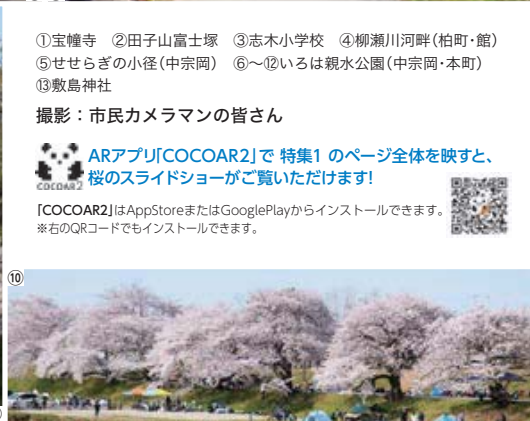 ①宝幢寺　②田子山富士塚　③志木小学校　④柳瀬川河畔（柏町・館）
⑤せせらぎの小径（中宗岡）　⑥〜⑫いろは親水公園（中宗岡・本町）
⑬敷島神社
撮影：市民カメラマンの皆さん
ARアプリ「COCOAR2」で 特集1 のページ全体を映すと、
桜のスライドショーがご覧いただけます！
COCOAR2
「COCOAR2」はAppStoreまたはGooglePlayからインストールできます。
※右のQRコードでもインストールできます。
⑩